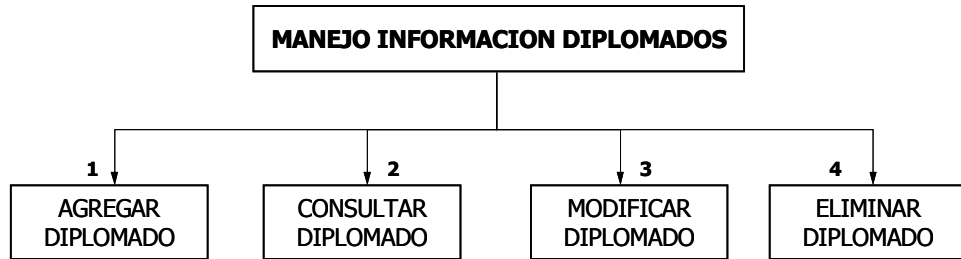 MANEJO INFORMACION DIPLOMADOS
1
2
3
4
AGREGAR
DIPLOMADO
CONSULTAR
DIPLOMADO
MODIFICAR
DIPLOMADO
ELIMINAR
DIPLOMADO